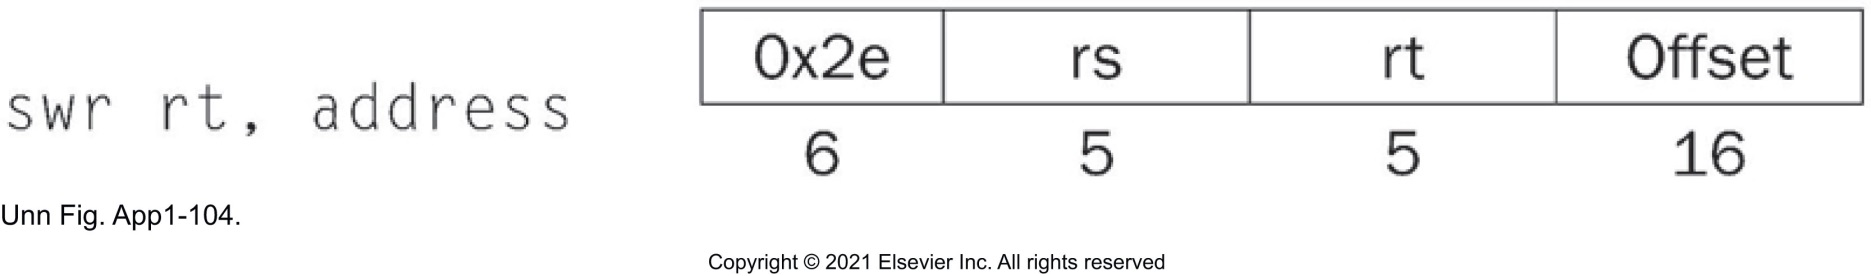 0x2e rs rt Offset
swr rt, address
6 5 5 16
Unn Fig. App1-104.
Copyright © 2021 Elsevier Inc. All rights reserved